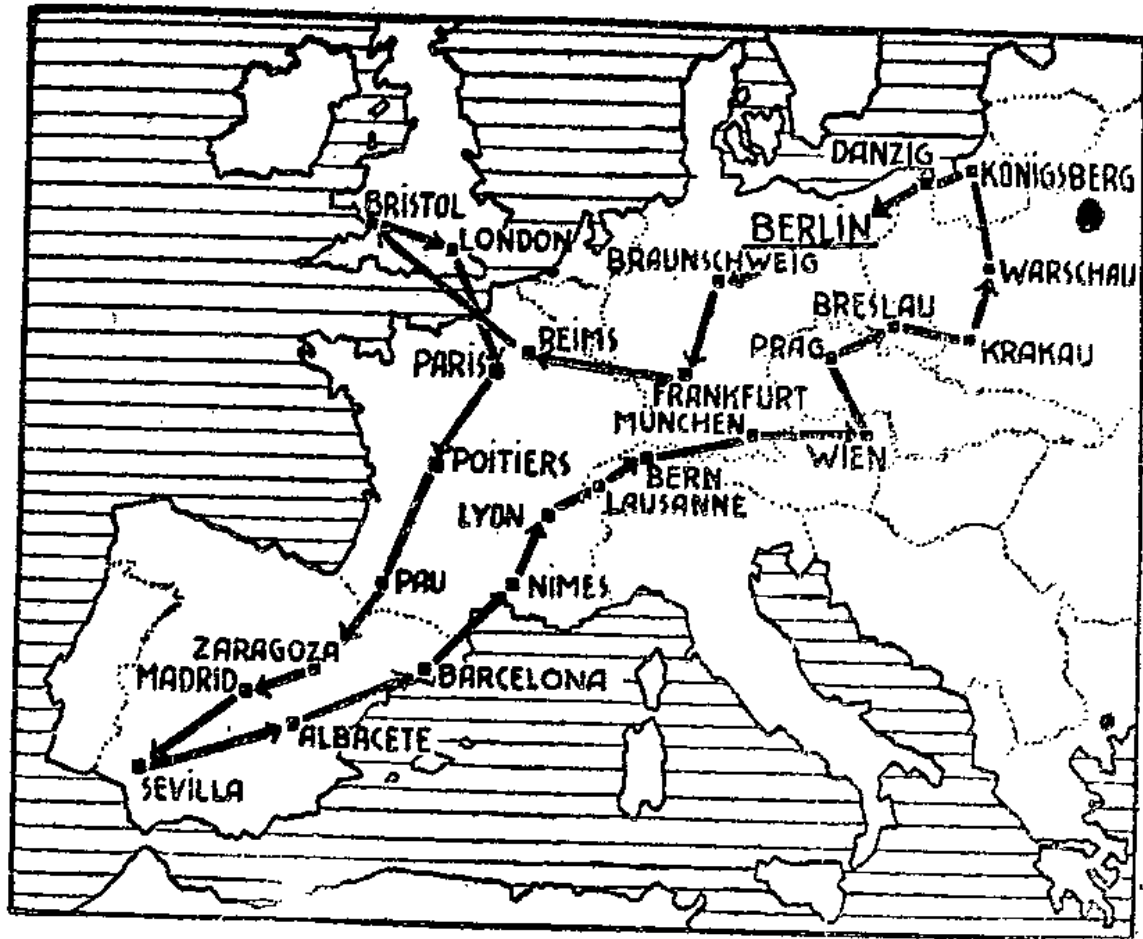 DANZIG
KÖNIGSBERG
BRISTOL
BERLIN
LONDON
BRAUNSCHWEIG
WARSCHAU
BRESLAU
REIMS
PRAG
KRAKAU
PARIS
FRANKFURT
MÜNCHEN
WIEN
POITIERS
BERN
LAUSANNE
LYON
PAU
NIMES
ZARAGOZA
MADRID
BARCELONA
ALBACETE
SEVILLA